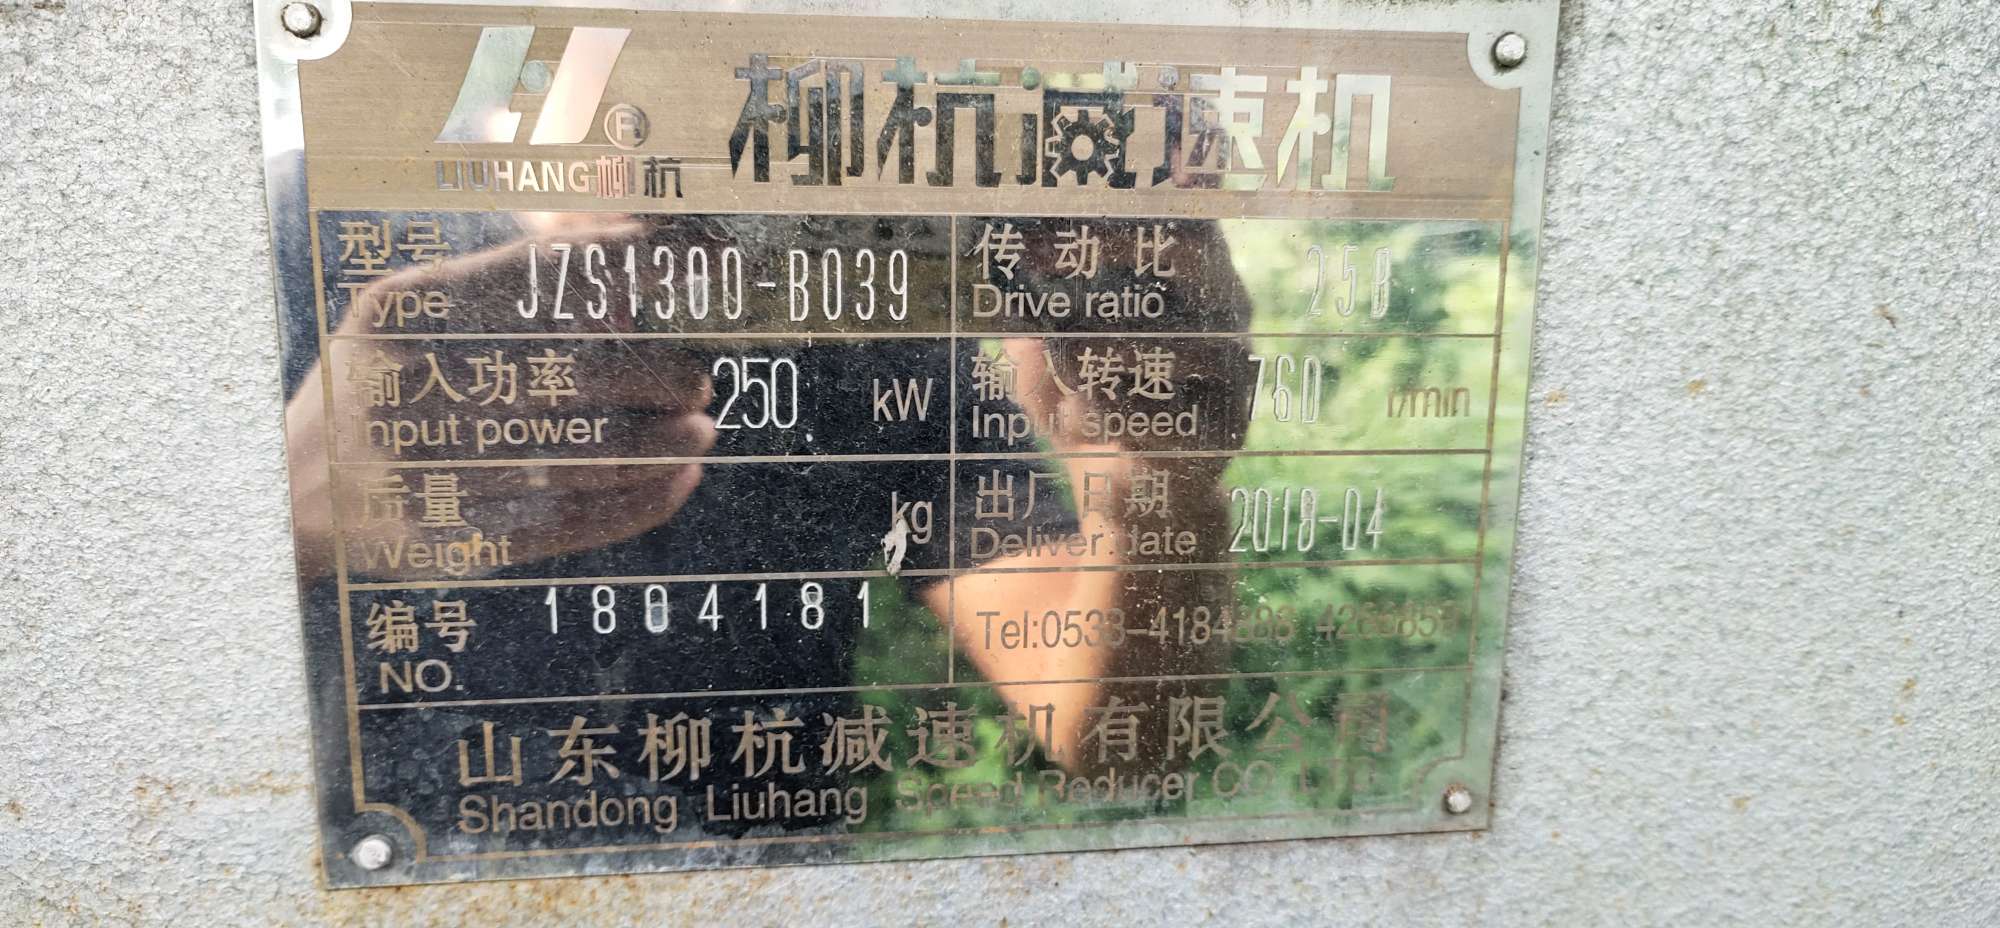 LIUHANG柳杭 ® 柳杭减速机
型号 Type JZS1300-B039
传动比 Drive ratio
输入功率 Input power 250 kW
输入转速 Input speed 760 r/min
质量 Weight kg
出厂日期 Deliver date 2018-04
编号 NO. 1804181
Tel:0533-4184888
山东柳杭减速机有限公司
Shandong Liuhang Speed Reducer CO.,LTD.